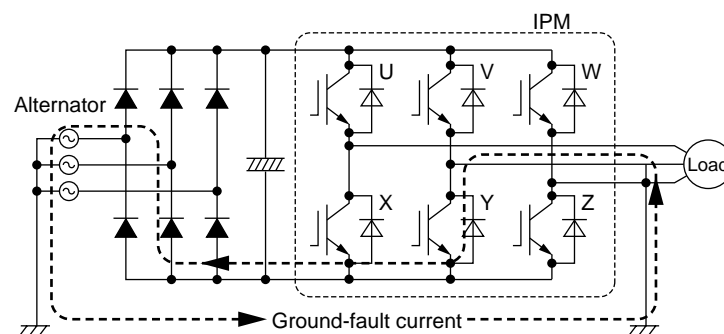 IPM
U
V
W
Alternator
Load
X
Y
Z
Ground-fault current